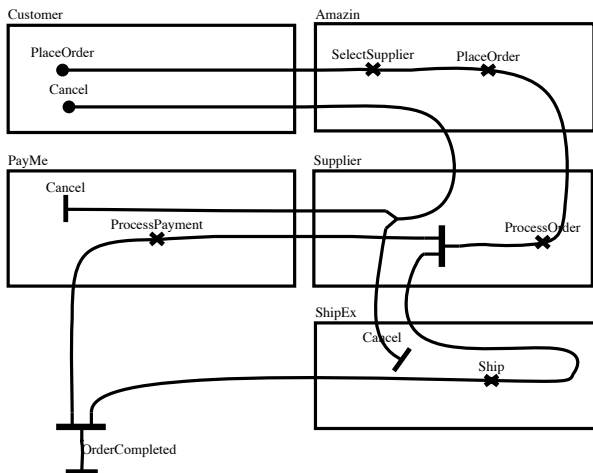 Customer
Amazin
PlaceOrder
SelectSupplier
PlaceOrder
Cancel
PayMe
Supplier
Cancel
ProcessPayment
ProcessOrder
ShipEx
Cancel
Ship
OrderCompleted